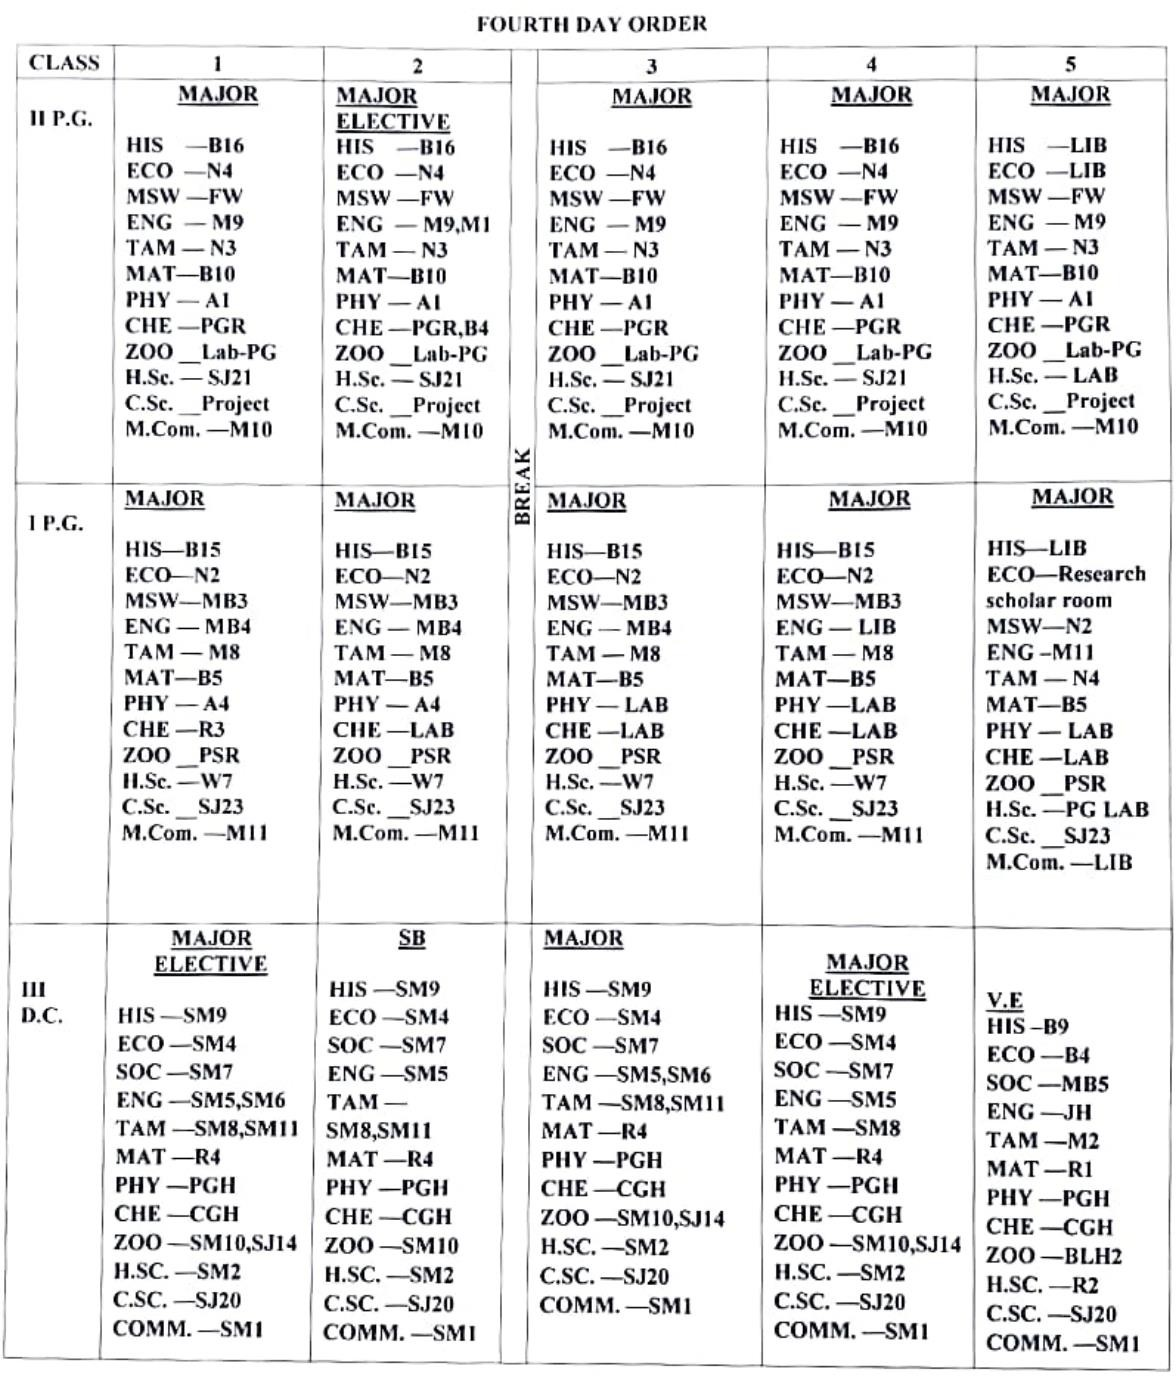 FOURTH DAY ORDER
CLASS
1
2
3
4
5
II P.G.
MAJOR
HIS —B16
ECO —N4
MSW —FW
ENG — M9
TAM — N3
MAT—B10
PHY — A1
CHE —PGR
ZOO __Lab-PG
H.Sc. — SJ21
C.Sc. __Project
M.Com. —M10
MAJOR
ELECTIVE
HIS —B16
ECO —N4
MSW —FW
ENG — M9,M1
TAM — N3
MAT—B10
PHY — A1
CHE —PGR,B4
ZOO __Lab-PG
H.Sc. — SJ21
C.Sc. __Project
M.Com. —M10
BREAK
MAJOR
HIS —B16
ECO —N4
MSW —FW
ENG — M9
TAM — N3
MAT—B10
PHY — A1
CHE —PGR
ZOO __Lab-PG
H.Sc. — SJ21
C.Sc. __Project
M.Com. —M10
MAJOR
HIS —B16
ECO —N4
MSW —FW
ENG — M9
TAM — N3
MAT—B10
PHY — A1
CHE —PGR
ZOO __Lab-PG
H.Sc. — SJ21
C.Sc. __Project
M.Com. —M10
MAJOR
HIS —LIB
ECO —LIB
MSW —FW
ENG — M9
TAM — N3
MAT—B10
PHY — A1
CHE —PGR
ZOO __Lab-PG
H.Sc. — LAB
C.Sc. __Project
M.Com. —M10
I P.G.
MAJOR
HIS—B15
ECO—N2
MSW—MB3
ENG — MB4
TAM — M8
MAT—B5
PHY — A4
CHE —R3
ZOO __PSR
H.Sc. —W7
C.Sc. __SJ23
M.Com. —M11
MAJOR
HIS—B15
ECO—N2
MSW—MB3
ENG — MB4
TAM — M8
MAT—B5
PHY — A4
CHE —LAB
ZOO __PSR
H.Sc. —W7
C.Sc. __SJ23
M.Com. —M11
MAJOR
HIS—B15
ECO—N2
MSW—MB3
ENG — MB4
TAM — M8
MAT—B5
PHY — LAB
CHE —LAB
ZOO __PSR
H.Sc. —W7
C.Sc. __SJ23
M.Com. —M11
MAJOR
HIS—B15
ECO—N2
MSW—MB3
ENG — LIB
TAM — M8
MAT—B5
PHY —LAB
CHE —LAB
ZOO __PSR
H.Sc. —W7
C.Sc. __SJ23
M.Com. —M11
MAJOR
HIS—LIB
ECO—Research
scholar room
MSW—N2
ENG –M11
TAM — N4
MAT—B5
PHY — LAB
CHE —LAB
ZOO __PSR
H.Sc. —PG LAB
C.Sc. __SJ23
M.Com. —LIB
III
D.C.
MAJOR
ELECTIVE
HIS —SM9
ECO —SM4
SOC —SM7
ENG —SM5,SM6
TAM —SM8,SM11
MAT —R4
PHY —PGH
CHE —CGH
ZOO —SM10,SJ14
H.SC. —SM2
C.SC. —SJ20
COMM. —SM1
SB
HIS —SM9
ECO —SM4
SOC —SM7
ENG —SM5
TAM —
SM8,SM11
MAT —R4
PHY —PGH
CHE —CGH
ZOO —SM10
H.SC. —SM2
C.SC. —SJ20
COMM. —SM1
MAJOR
HIS —SM9
ECO —SM4
SOC —SM7
ENG —SM5,SM6
TAM —SM8,SM11
MAT —R4
PHY —PGH
CHE —CGH
ZOO —SM10,SJ14
H.SC. —SM2
C.SC. —SJ20
COMM. —SM1
MAJOR
ELECTIVE
HIS —SM9
ECO —SM4
SOC —SM7
ENG —SM5
TAM —SM8
MAT —R4
PHY —PGH
CHE —CGH
ZOO —SM10,SJ14
H.SC. —SM2
C.SC. —SJ20
COMM. —SM1
V.E
HIS –B9
ECO —B4
SOC —MB5
ENG —JH
TAM —M2
MAT —R1
PHY —PGH
CHE —CGH
ZOO —BLH2
H.SC. —R2
C.SC. —SJ20
COMM. —SM1